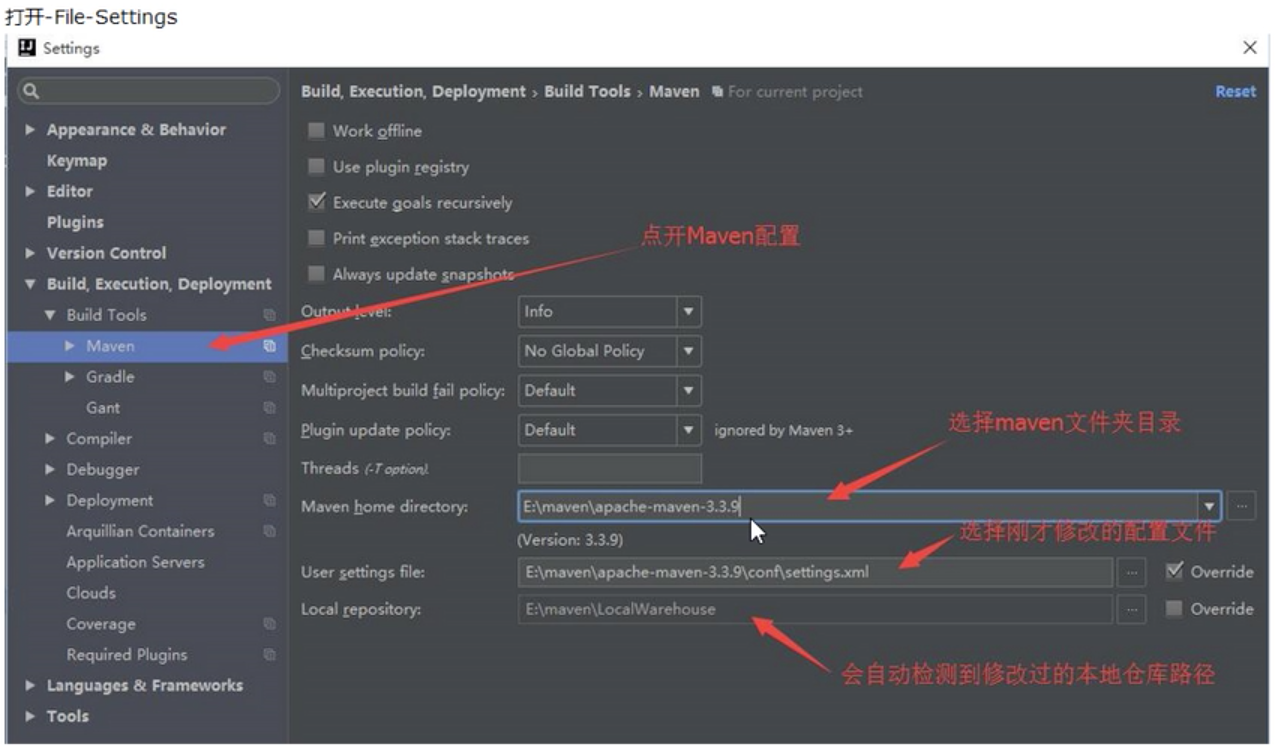 打开-File-Settings
Settings
Build, Execution, Deployment › Build Tools › Maven For current project Reset
Appearance & Behavior
Keymap
Editor
Plugins
Version Control
Build, Execution, Deployment
Build Tools
Maven
Gradle
Gant
Compiler
Debugger
Deployment
Arquillian Containers
Application Servers
Clouds
Coverage
Required Plugins
Languages & Frameworks
Tools
Work offline
Use plugin registry
Execute goals recursively
Print exception stack traces
Always update snapshots
点开Maven配置
Output level: Info
Checksum policy: No Global Policy
Multiproject build fail policy: Default
Plugin update policy: Default ignored by Maven 3+
选择maven文件夹目录
Threads (-T option):
Maven home directory: E:\maven\apache-maven-3.3.9 ...
(Version: 3.3.9)
选择刚才修改的配置文件
User settings file: E:\maven\apache-maven-3.3.9\conf\settings.xml ... Override
Local repository: E:\maven\LocalWarehouse ... Override
会自动检测到修改过的本地仓库路径